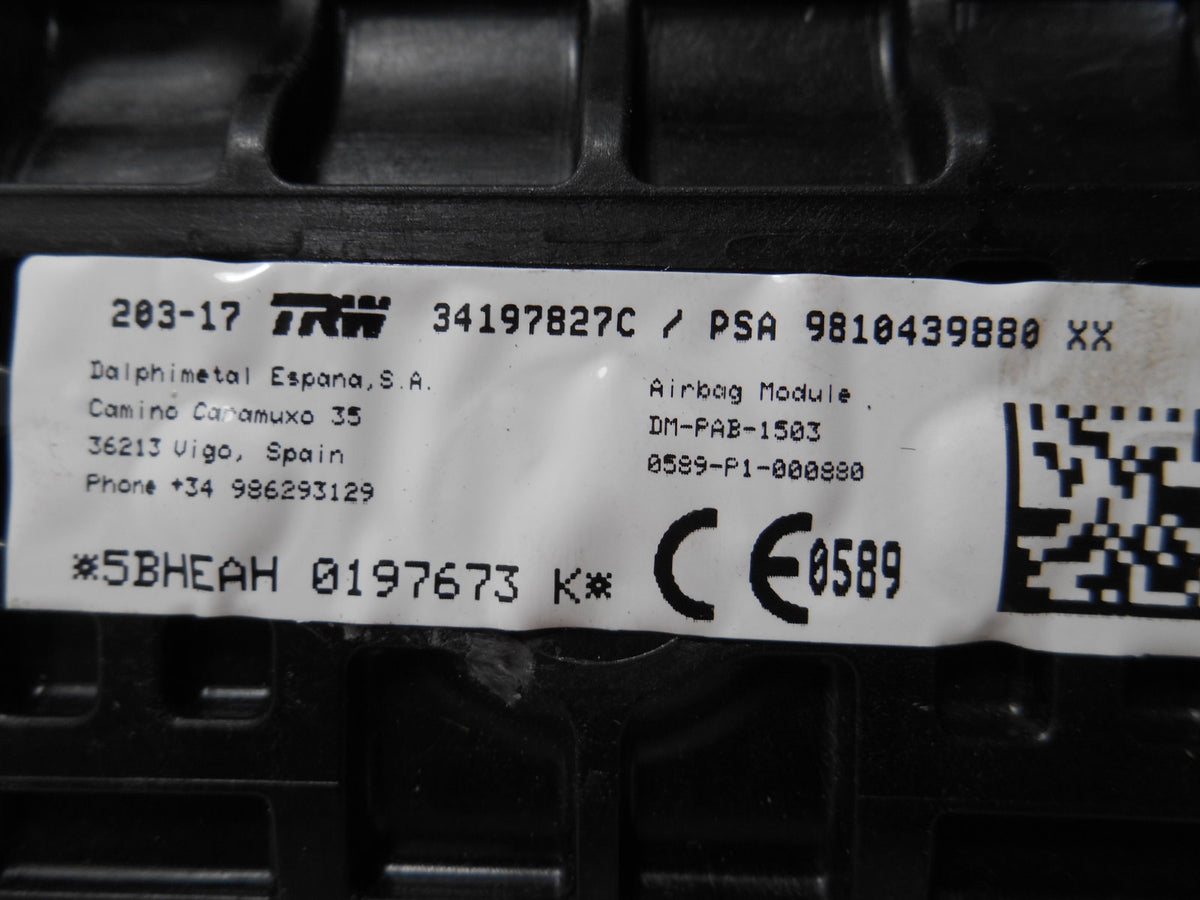 203-17 TRW 34197827C / PSA 9810439880 XX
Dalphimetal Espana,S.A.
Camino Caramuxo 35
36213 Vigo, Spain
Phone +34 986293129
Airbag Module
DM-PAB-1503
0589-P1-000880
*5BHEAH 0197673 K*
CE0589